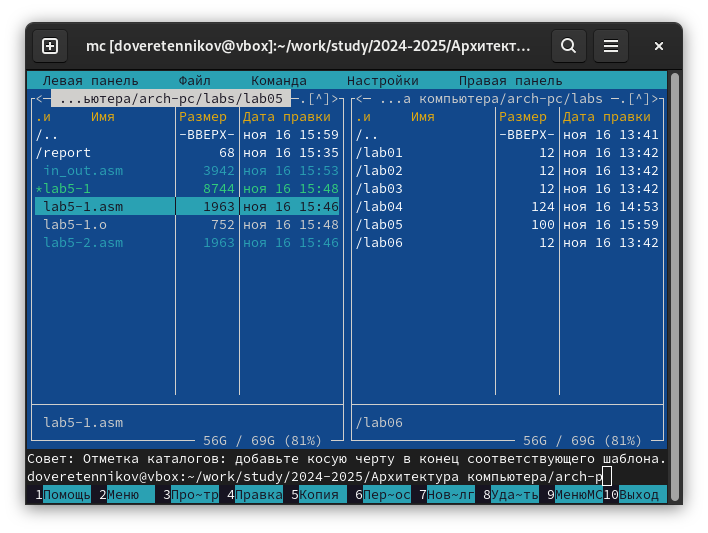 mc [doveretennikov@vbox]:~/work/study/2024-2025/Архитект…
Левая панель Файл Команда Настройки Правая панель
<— ...ьютера/arch-pc/labs/lab05 —.[^]> <— ...а компьютера/arch-pc/labs —.[^]>
.и Имя Размер Дата правки .и Имя Размер Дата правки
/.. -ВВЕРХ- ноя 16 15:59 /.. -ВВЕРХ- ноя 16 13:41
/report 68 ноя 16 15:35 /lab01 12 ноя 16 13:42
in_out.asm 3942 ноя 16 15:53 /lab02 12 ноя 16 13:42
*lab5-1 8744 ноя 16 15:48 /lab03 12 ноя 16 13:42
lab5-1.asm 1963 ноя 16 15:46 /lab04 124 ноя 16 14:53
lab5-1.o 752 ноя 16 15:48 /lab05 100 ноя 16 15:59
lab5-2.asm 1963 ноя 16 15:46 /lab06 12 ноя 16 13:42
lab5-1.asm /lab06
56G / 69G (81%) 56G / 69G (81%)
Совет: Отметка каталогов: добавьте косую черту в конец соответствующего шаблона.
doveretennikov@vbox:~/work/study/2024-2025/Архитектура компьютера/arch-p
1Помощь 2Меню 3Про~тр 4Правка 5Копия 6Пер~ос 7Нов~лг 8Уда~ть 9МенюМС 10Выход